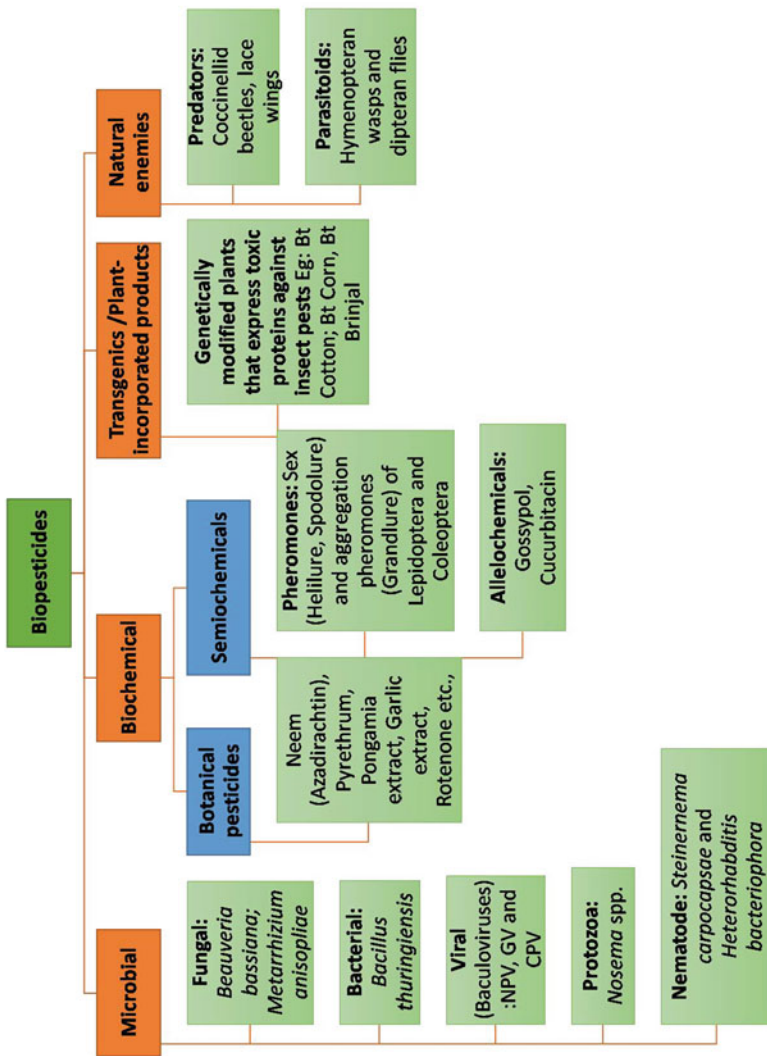 Biopesticides
Microbial
Fungal:
Beauveria
bassiana;
Metarrhizium
anisopliae
Bacterial:
Bacillus
thuringiensis
Viral
(Baculoviruses)
:NPV, GV and
CPV
Protozoa:
Nosema spp.
Nematode: Steinernema
carpocapsae and
Heterorhabditis
bacteriophora
Biochemical
Botanical
pesticides
Neem
(Azadirachtin),
Pyrethrum,
Pongamia
extract, Garlic
extract,
Rotenone etc.,
Semiochemicals
Pheromones: Sex
(Helilure, Spodolure)
and aggregation
pheromones
(Grandlure) of
Lepidoptera and
Coleoptera
Allelochemicals:
Gossypol,
Cucurbitacin
Transgenics /Plant-
incorporated products
Genetically
modified plants
that express toxic
proteins against
insect pests Eg: Bt
Cotton; Bt Corn, Bt
Brinjal
Natural
enemies
Predators:
Coccinellid
beetles, lace
wings
Parasitoids:
Hymenopteran
wasps and
dipteran flies